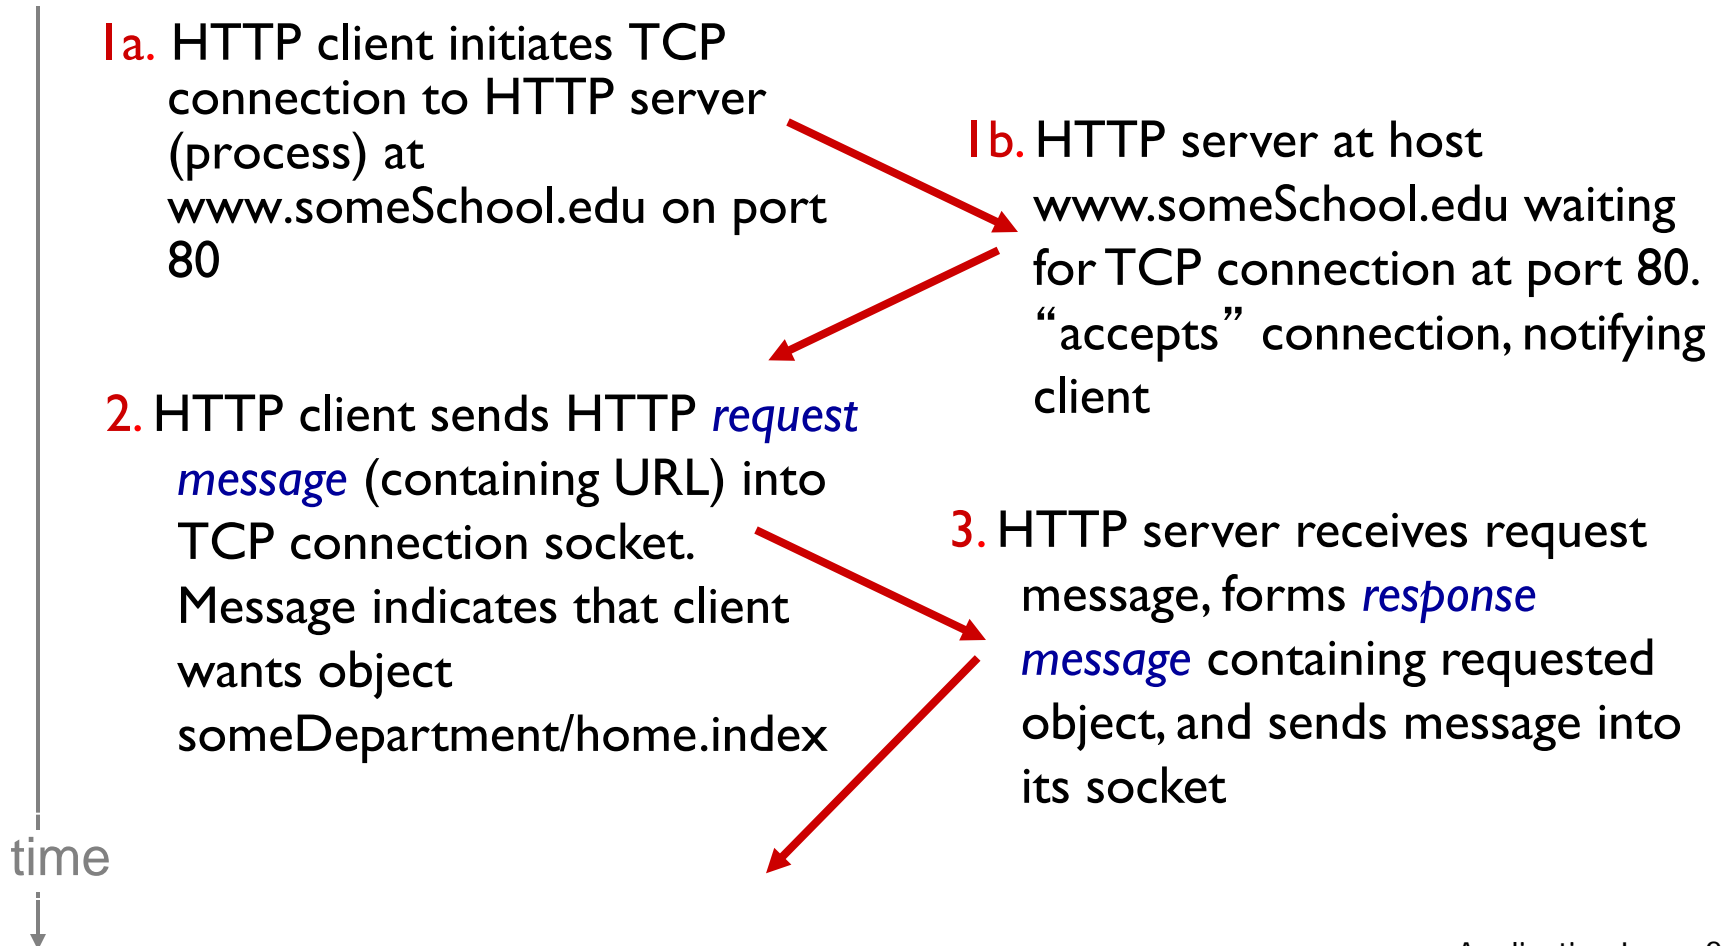 1a. HTTP client initiates TCP
connection to HTTP server
(process) at
www.someSchool.edu on port
80
1b. HTTP server at host
www.someSchool.edu waiting
for TCP connection at port 80.
“accepts” connection, notifying
client
2. HTTP client sends HTTP request
message (containing URL) into
TCP connection socket.
Message indicates that client
wants object
someDepartment/home.index
3. HTTP server receives request
message, forms response
message containing requested
object, and sends message into
its socket
time